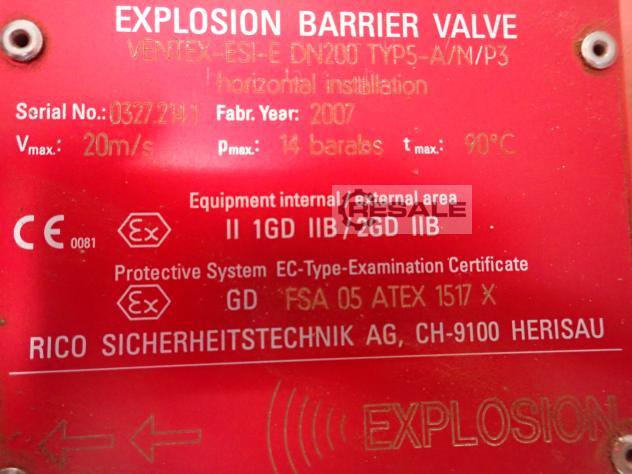 EXPLOSION BARRIER VALVE
VENTEX-ESI-E DN200 TYP5-A/M/P3
horizontal installation
Serial No.: 0327.2141 Fabr. Year: 2007
Vmax.: 20m/s pmax.: 14 barabs tmax.: 90°C
Equipment internal/external area
RESALE
CE 0081 Ex II 1GD IIB/2GD IIB
Protective System EC-Type-Examination Certificate
Ex GD FSA 05 ATEX 1517 X
RICO SICHERHEITSTECHNIK AG, CH-9100 HERISAU
EXPLOSION